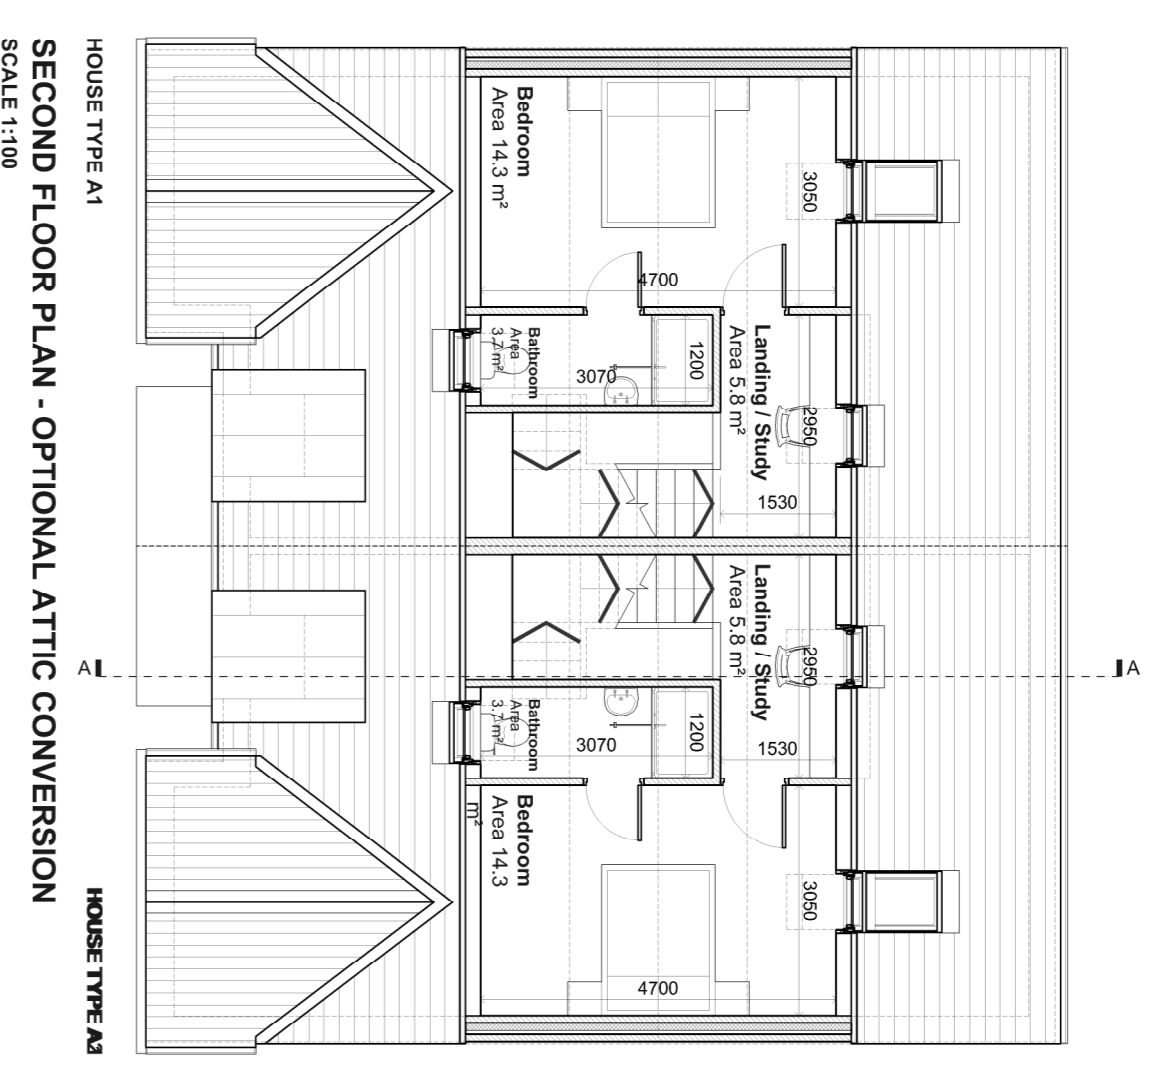 HOUSE TYPE A1
SECOND FLOOR PLAN - OPTIONAL ATTIC CONVERSION
SCALE 1:100
Bedroom
Area 14.3 m²
3050
4700
Bathroom
Area
3.7 m²
3070
1200
Landing / Study
Area 5.8 m²
2950
1530
Landing / Study
Area 5.8 m²
2950
1530
A
A
Bathroom
Area
3.7 m²
3070
1200
Bedroom
Area 14.3
m²
3050
4700
HOUSE TYPE